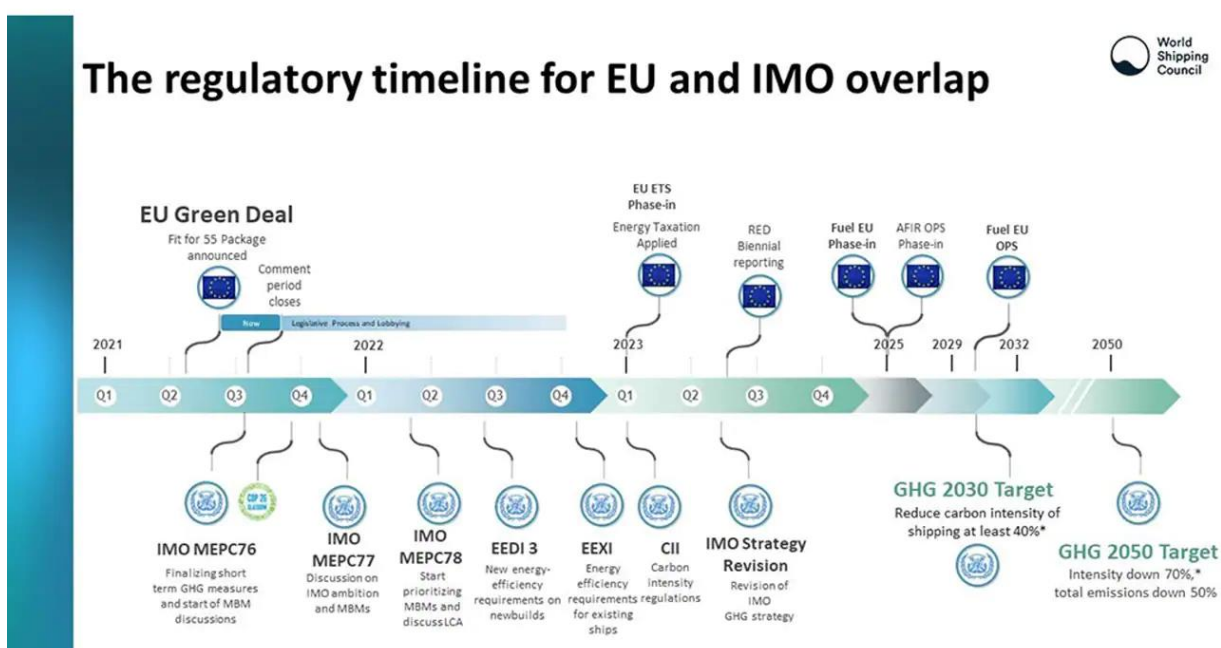 World
Shipping
Council
The regulatory timeline for EU and IMO overlap
EU Green Deal
Fit for 55 Package
announced
Comment
period
closes
EU ETS
Phase-in
Energy Taxation
Applied
RED
Biennial
reporting
Fuel EU
Phase-in
AFIR OPS
Phase-in
Fuel EU
OPS
Now
Legislative Process and Lobbying
2021
2022
2023
2025
2029
2032
2050
Q1
Q2
Q3
Q4
Q1
Q2
Q3
Q4
Q1
Q2
Q3
Q4
COP 26
GLASGOW
IMO MEPC76
Finalizing short
term GHG measures
and start of MBM
discussions
IMO
MEPC77
Discussion on
IMO ambition
and MBMs
IMO
MEPC78
Start
prioritizing
MBMs and
discuss LCA
EEDI 3
New energy-
efficiency
requirements on
newbuilds
EEXI
Energy
efficiency
requirements
for existing
ships
CII
Carbon
intensity
regulations
IMO Strategy
Revision
Revision of
IMO
GHG strategy
GHG 2030 Target
Reduce carbon intensity of
shipping at least 40%*
GHG 2050 Target
Intensity down 70%,*
total emissions down 50%